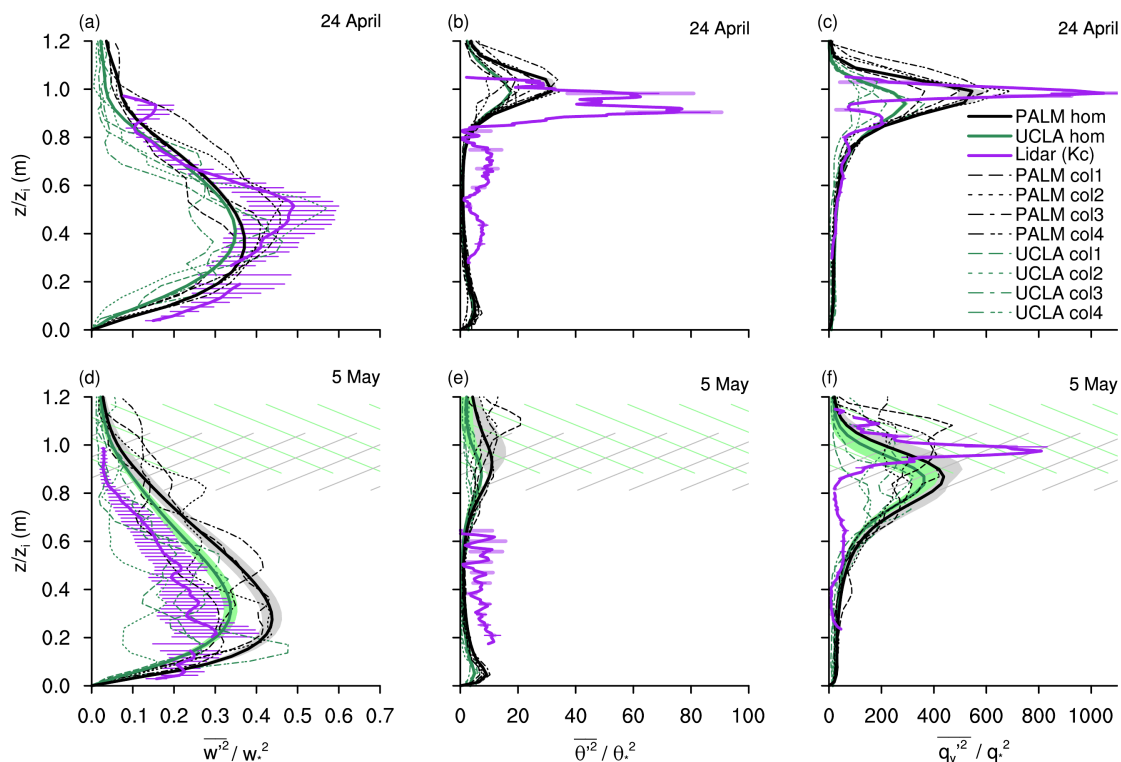 (a) 24 April
(b) 24 April
(c) 24 April
1.2
1.0
0.8
0.6
0.4
0.2
0.0
z/zᵢ (m)
PALM hom
UCLA hom
Lidar (Kc)
PALM col1
PALM col2
PALM col3
PALM col4
UCLA col1
UCLA col2
UCLA col3
UCLA col4
(d) 5 May
(e) 5 May
(f) 5 May
1.2
1.0
0.8
0.6
0.4
0.2
0.0
z/zᵢ (m)
0.0 0.1 0.2 0.3 0.4 0.5 0.6 0.7
0 20 40 60 80 100
0 200 400 600 800 1000
w'² / w*²
θ'² / θ*²
qᵥ'² / q*²